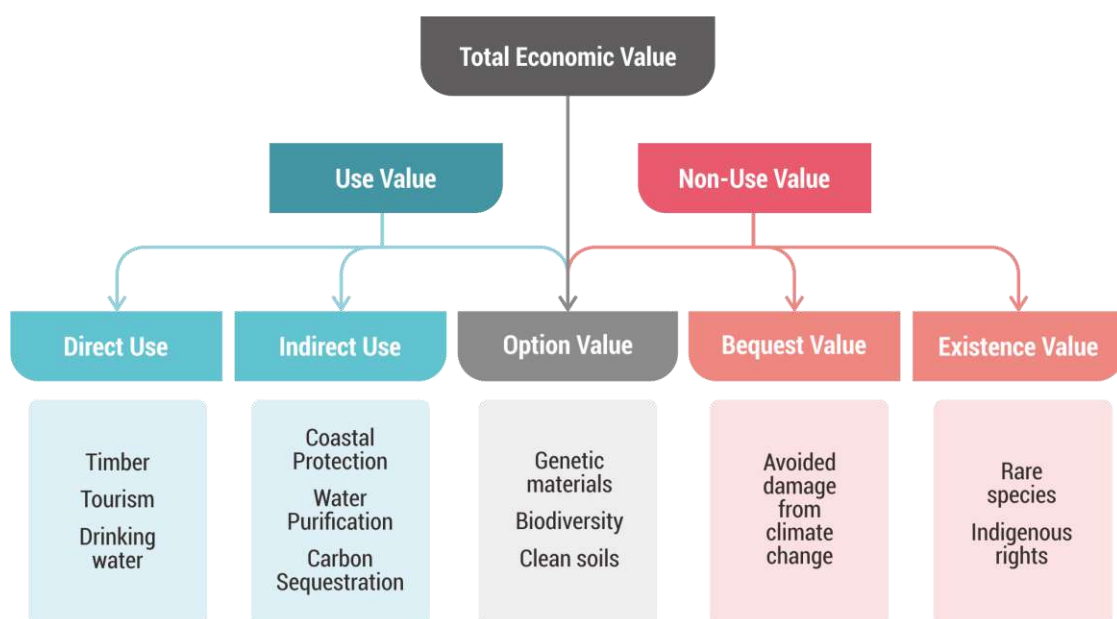 Total Economic Value
Use Value
Non-Use Value
Direct Use
Indirect Use
Option Value
Bequest Value
Existence Value
Timber
Tourism
Drinking
water
Coastal
Protection
Water
Purification
Carbon
Sequestration
Genetic
materials
Biodiversity
Clean soils
Avoided
damage
from
climate
change
Rare
species
Indigenous
rights